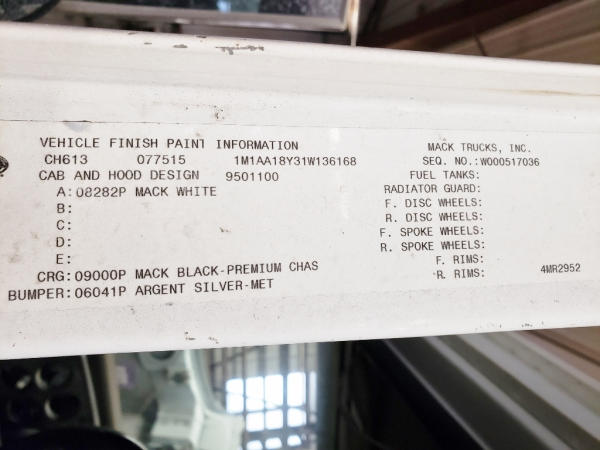 VEHICLE FINISH PAINT INFORMATION MACK TRUCKS, INC.
CH613 077515 1M1AA18Y31W136168 SEQ. NO.:W000517036
CAB AND HOOD DESIGN 9501100 FUEL TANKS:
A:08282P MACK WHITE RADIATOR GUARD:
B: F. DISC WHEELS:
C: R. DISC WHEELS:
D: F. SPOKE WHEELS:
E: R. SPOKE WHEELS:
F. RIMS:
CRG:09000P MACK BLACK-PREMIUM CHAS R. RIMS: 4MR2952
BUMPER:06041P ARGENT SILVER-MET